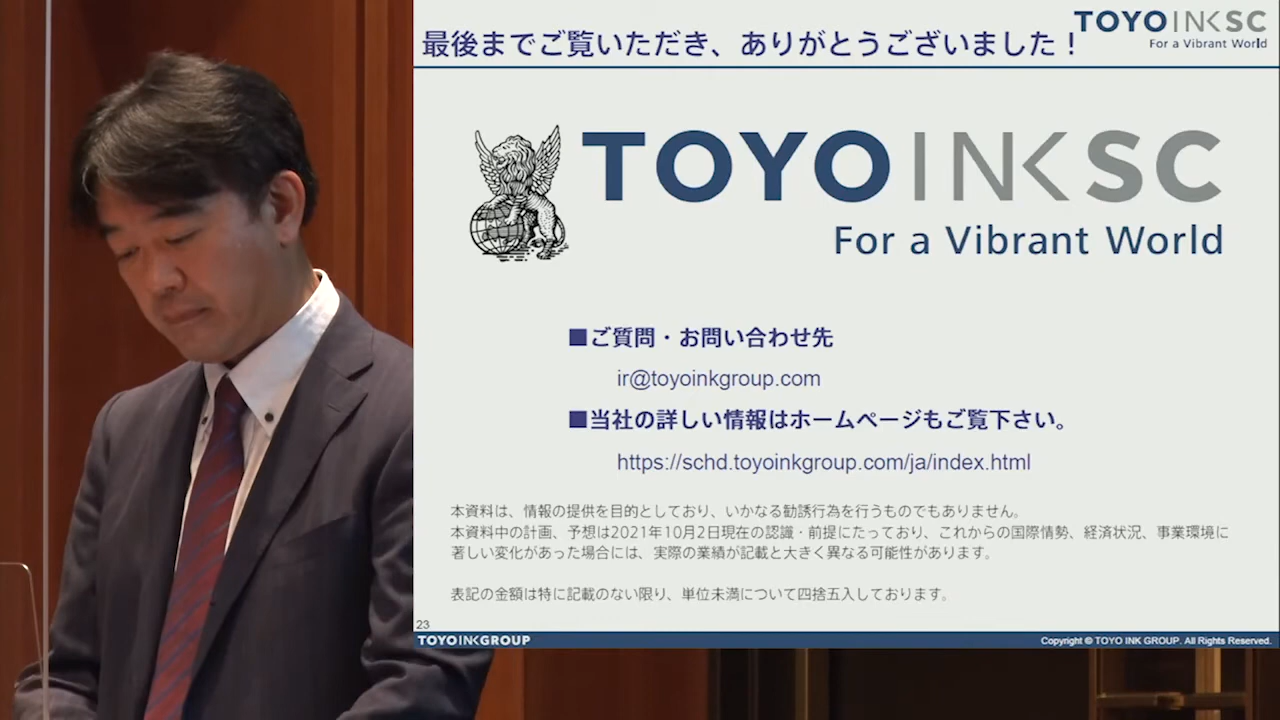 最後までご覧いただき、ありがとうございました！
TOYOINKSC
For a Vibrant World
TOYOINKSC
For a Vibrant World
■ご質問・お問い合わせ先
ir@toyoinkgroup.com
■当社の詳しい情報はホームページもご覧下さい。
https://schd.toyoinkgroup.com/ja/index.html
本資料は、情報の提供を目的としており、いかなる勧誘行為を行うものでもありません。
本資料中の計画、予想は2021年10月2日現在の認識・前提にたっており、これからの国際情勢、経済状況、事業環境に
著しい変化があった場合には、実際の業績が記載と大きく異なる可能性があります。
表記の金額は特に記載のない限り、単位未満について四捨五入しております。
23
TOYOINKGROUP
Copyright © TOYO INK GROUP. All Rights Reserved.